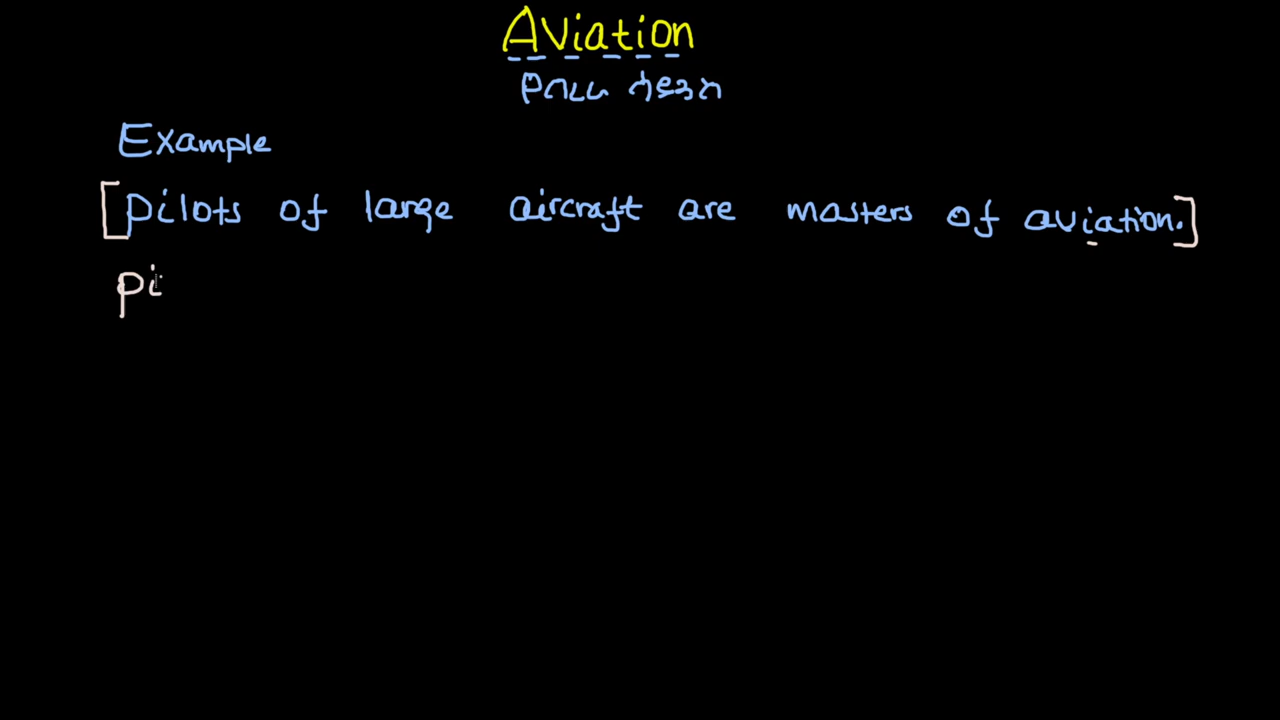 Aviation
Example
[Pilots of large aircraft are masters of aviation.]
Pi